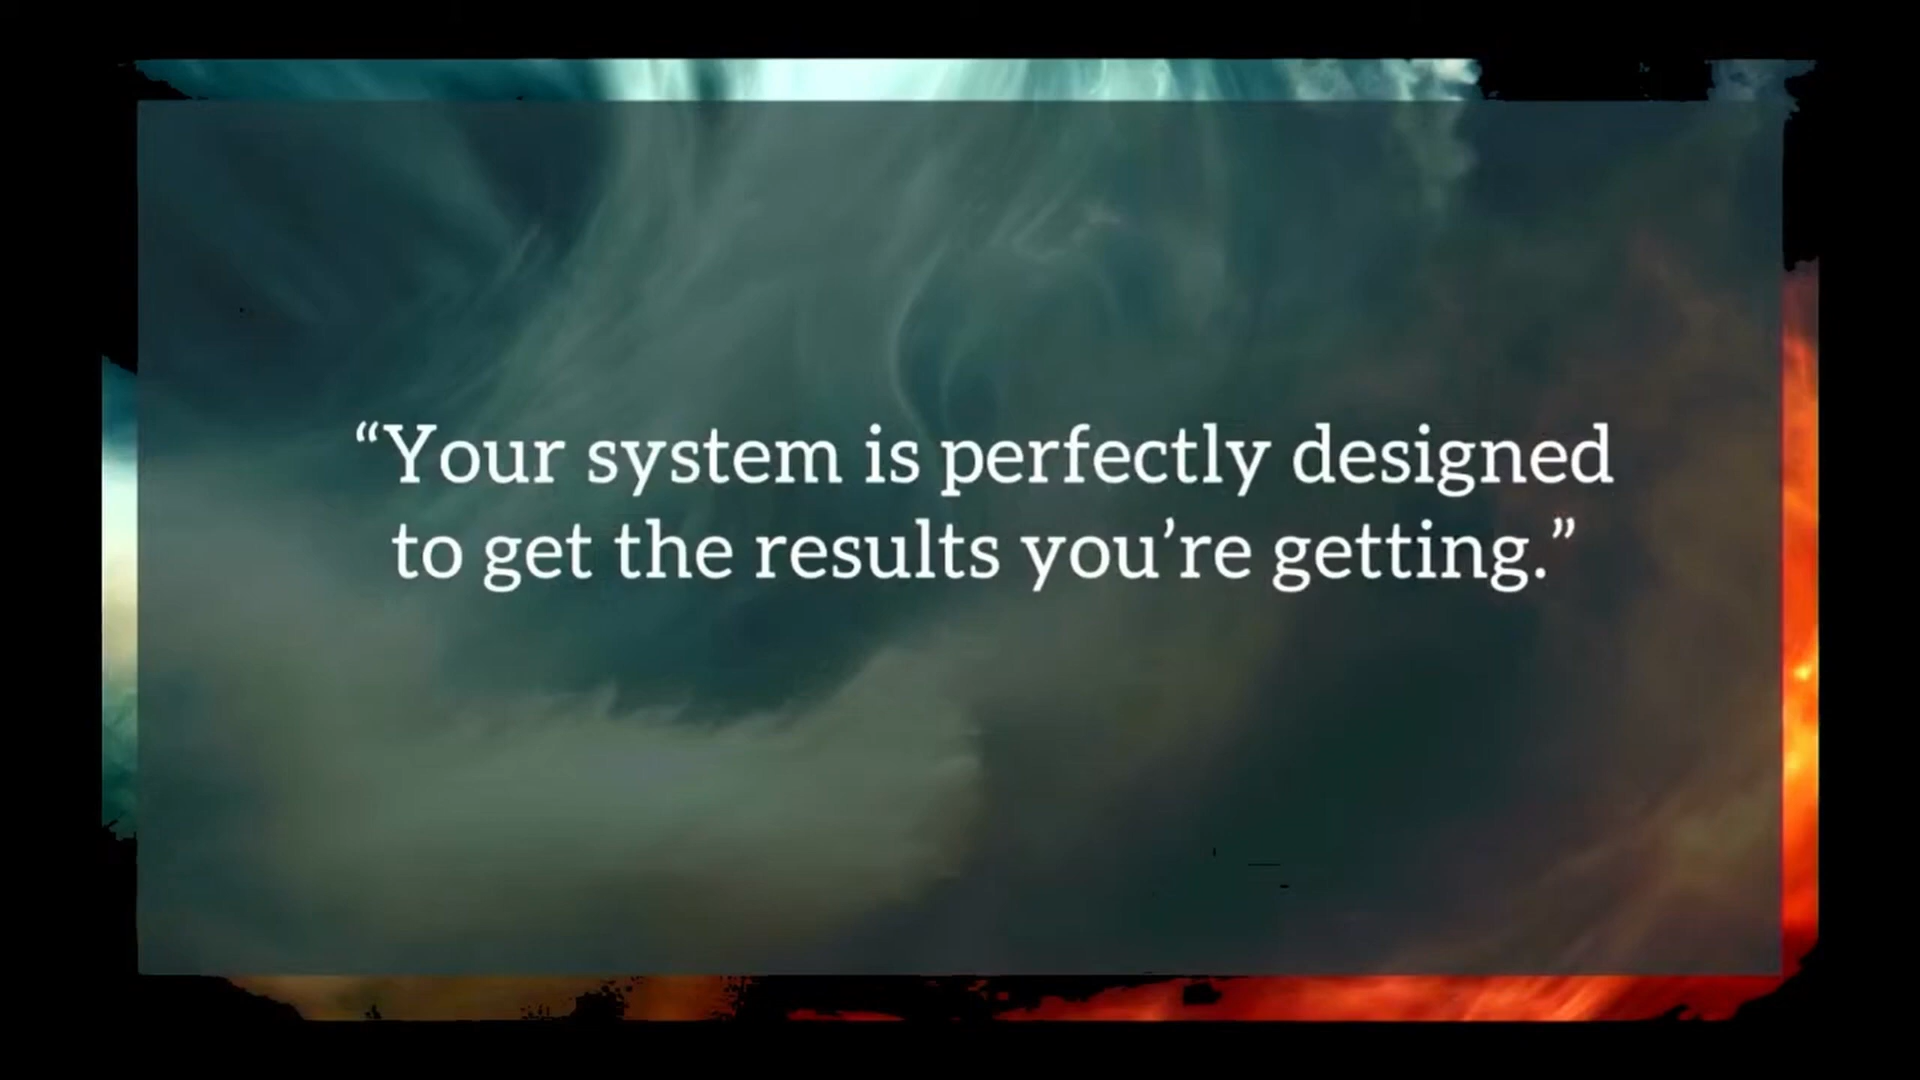 “Your system is perfectly designed
to get the results you’re getting.”